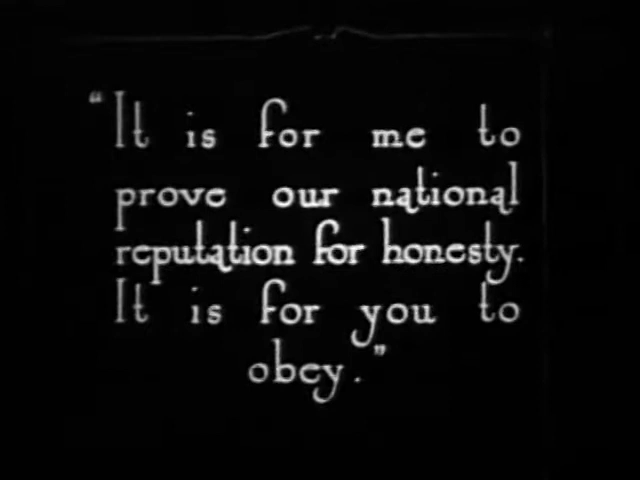 “It is for me to
prove our national
reputation for honesty.
It is for you to
obey.”